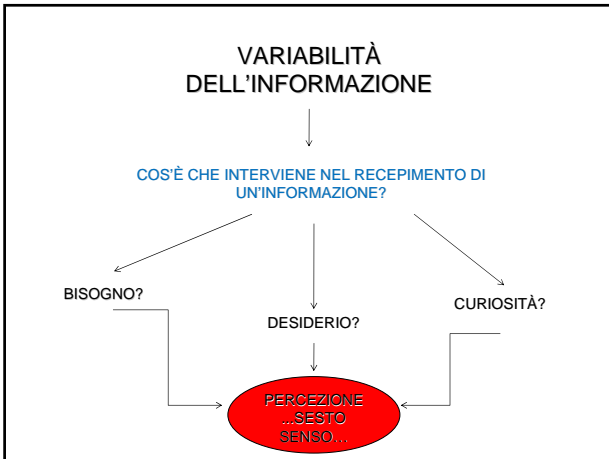 VARIABILITÀ
DELL'INFORMAZIONE
COS'È CHE INTERVIENE NEL RECEPIMENTO DI
UN'INFORMAZIONE?
BISOGNO?
DESIDERIO?
CURIOSITÀ?
PERCEZIONE
...SESTO
SENSO...